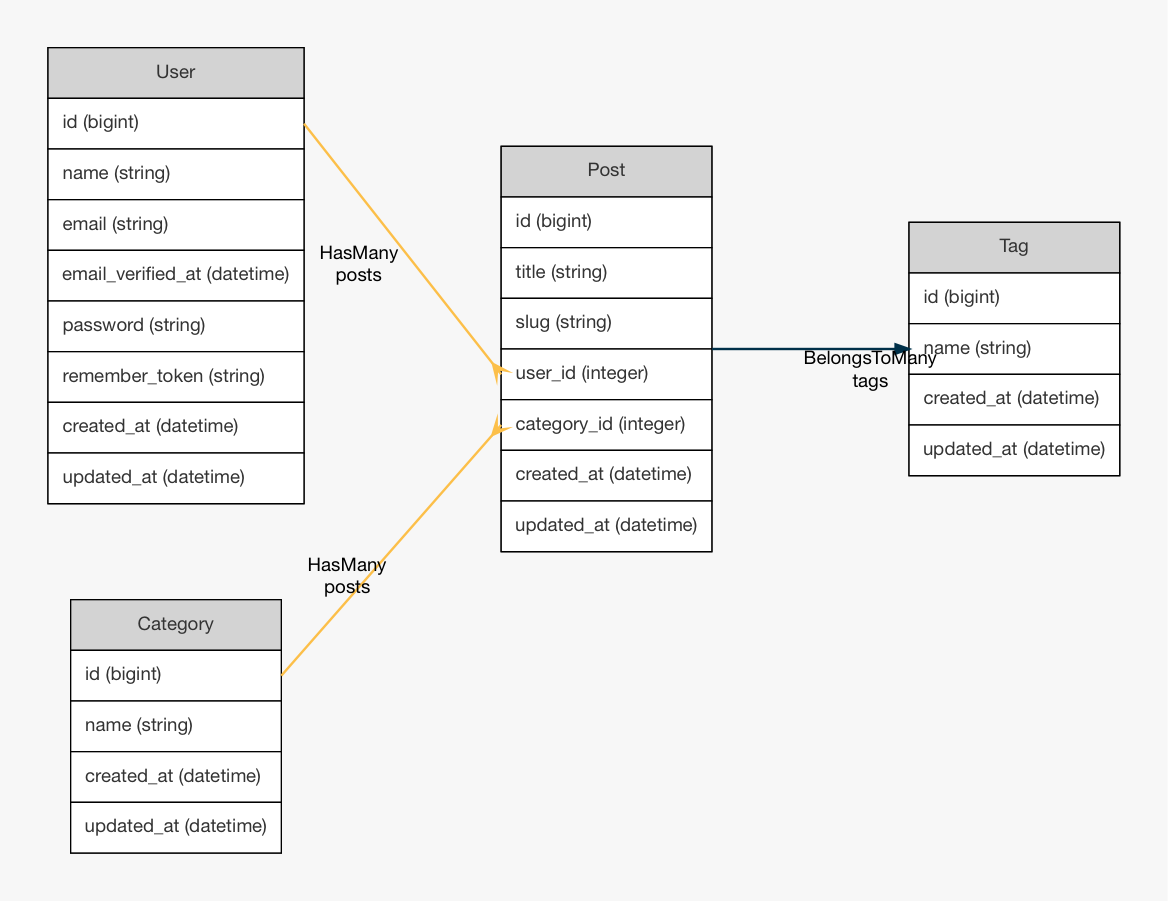 User
id (bigint)
name (string)
email (string)
email_verified_at (datetime)
password (string)
remember_token (string)
created_at (datetime)
updated_at (datetime)
HasMany
posts
Category
id (bigint)
name (string)
created_at (datetime)
updated_at (datetime)
HasMany
posts
Post
id (bigint)
title (string)
slug (string)
user_id (integer)
category_id (integer)
created_at (datetime)
updated_at (datetime)
BelongsToMany
tags
Tag
id (bigint)
name (string)
created_at (datetime)
updated_at (datetime)